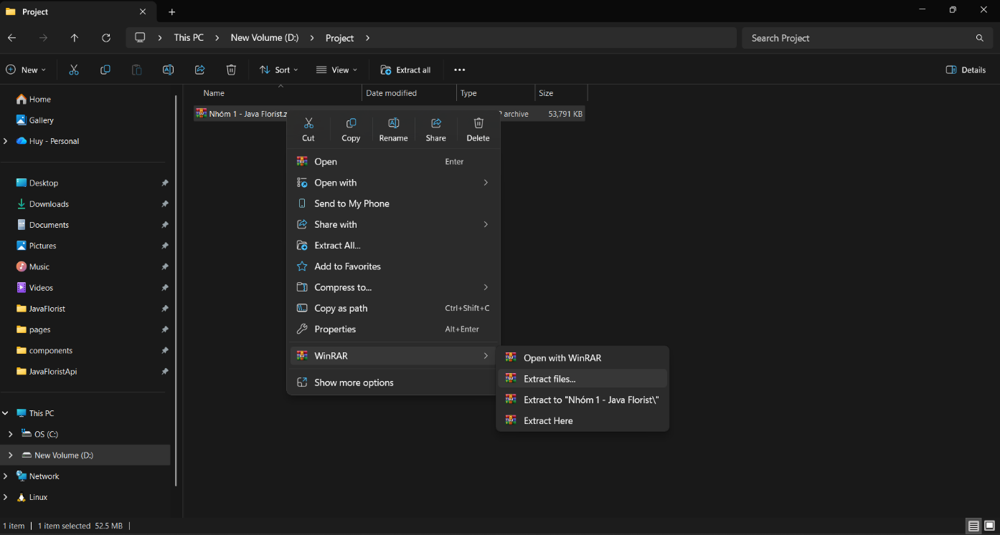 Project
This PC > New Volume (D:) > Project >
Search Project
New
Sort
View
Extract all
Details
Home
Gallery
Huy - Personal
Desktop
Downloads
Documents
Pictures
Music
Videos
JavaFlorist
pages
components
JavaFloristApi
This PC
OS (C:)
New Volume (D:)
Network
Linux
Name Date modified Type Size
Nhóm 1 - Java Florist.z archive 53,791 KB
Cut Copy Rename Share Delete
Open Enter
Open with
Send to My Phone
Share with
Extract All...
Add to Favorites
Compress to...
Copy as path Ctrl+Shift+C
Properties Alt+Enter
WinRAR
Show more options
Open with WinRAR
Extract files...
Extract to "Nhóm 1 - Java Florist\"
Extract Here
1 item 1 item selected 52.5 MB